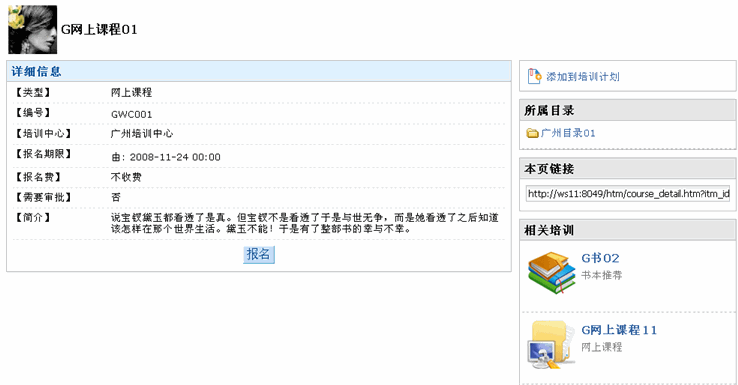 G网上课程01
详细信息
【类型】 网上课程
【编号】 GWC001
【培训中心】 广州培训中心
【报名期限】 由: 2008-11-24 00:00
【报名费】 不收费
【需要审批】 否
【简介】 说宝钗黛玉都看透了是真。但宝钗不是看透了于是与世无争，而是她看透了之后知道
该怎样在那个世界生活。黛玉不能！于是有了整部书的幸与不幸。
报名
添加到培训计划
所属目录
广州目录01
本页链接
http://ws11:8049/htm/course_detail.htm?itm_id
相关培训
G书02
书本推荐
G网上课程11
网上课程